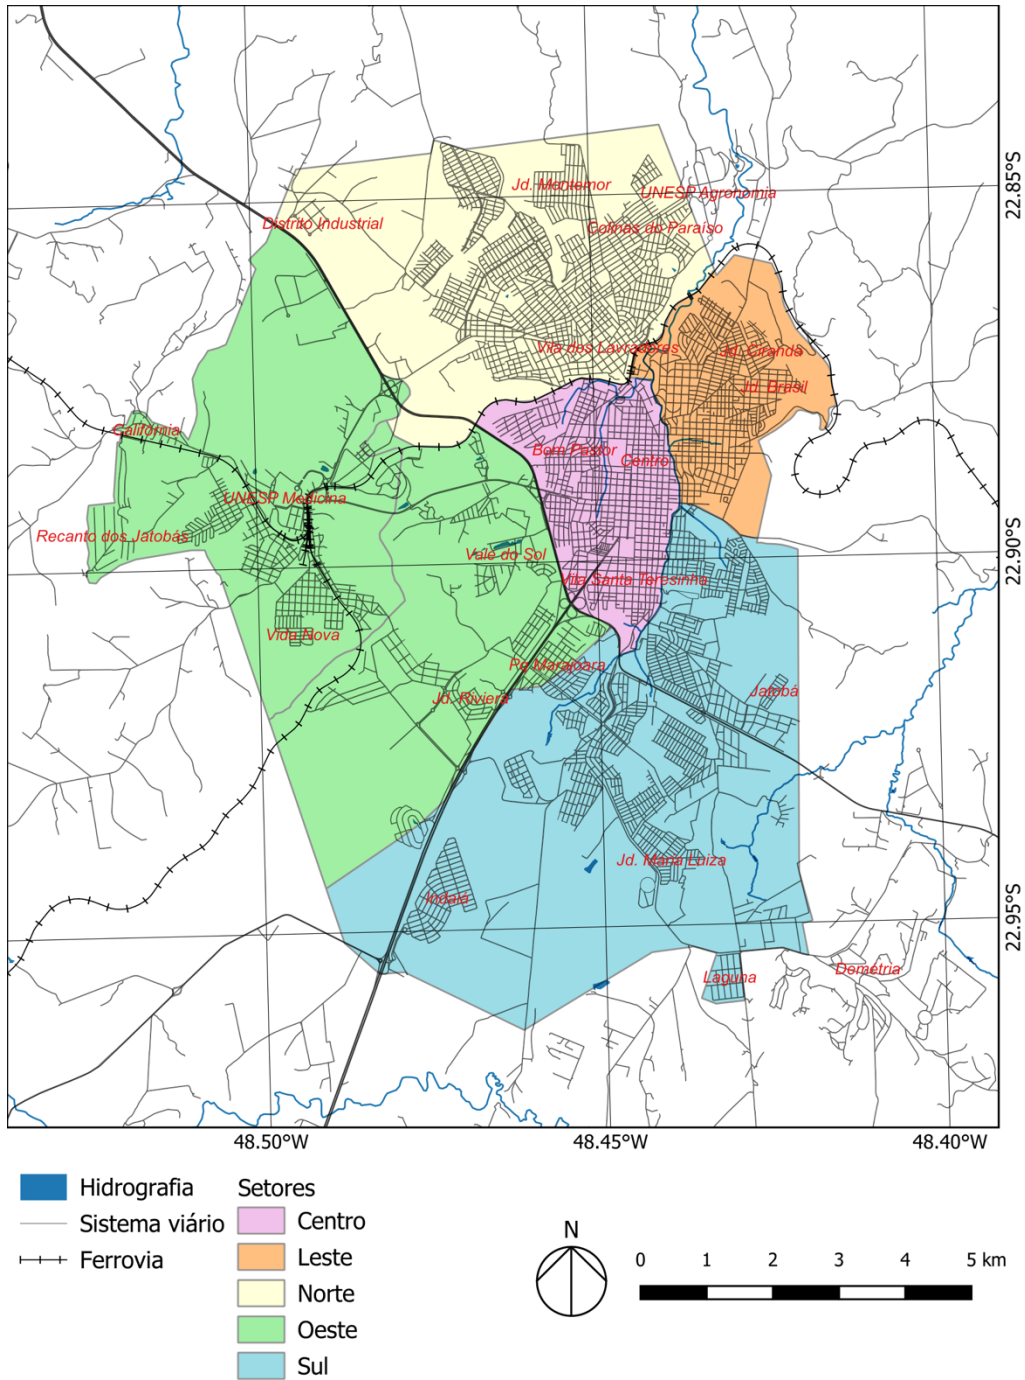 Jd. Montemor
UNESP Agronomia
22.85°S
Distrito Industrial
Colinas do Paraíso
Vila dos Lavradores
Jd. Ciranda
Jd. Brasil
Califórnia
Bom Pastor
Centro
UNESP Medicina
Recanto dos Jatobás
Vale do Sol
22.90°S
Vila Santa Teresinha
Vida Nova
Pq Marajoara
Jd. Riviera
Jatobá
Jd. Maria Luiza
Indaiá
22.95°S
Laguna
Demétria
48.50°W
48.45°W
48.40°W
Hidrografia
Sistema viário
Ferrovia
Setores
Centro
Leste
Norte
Oeste
Sul
N
0 1 2 3 4 5 km